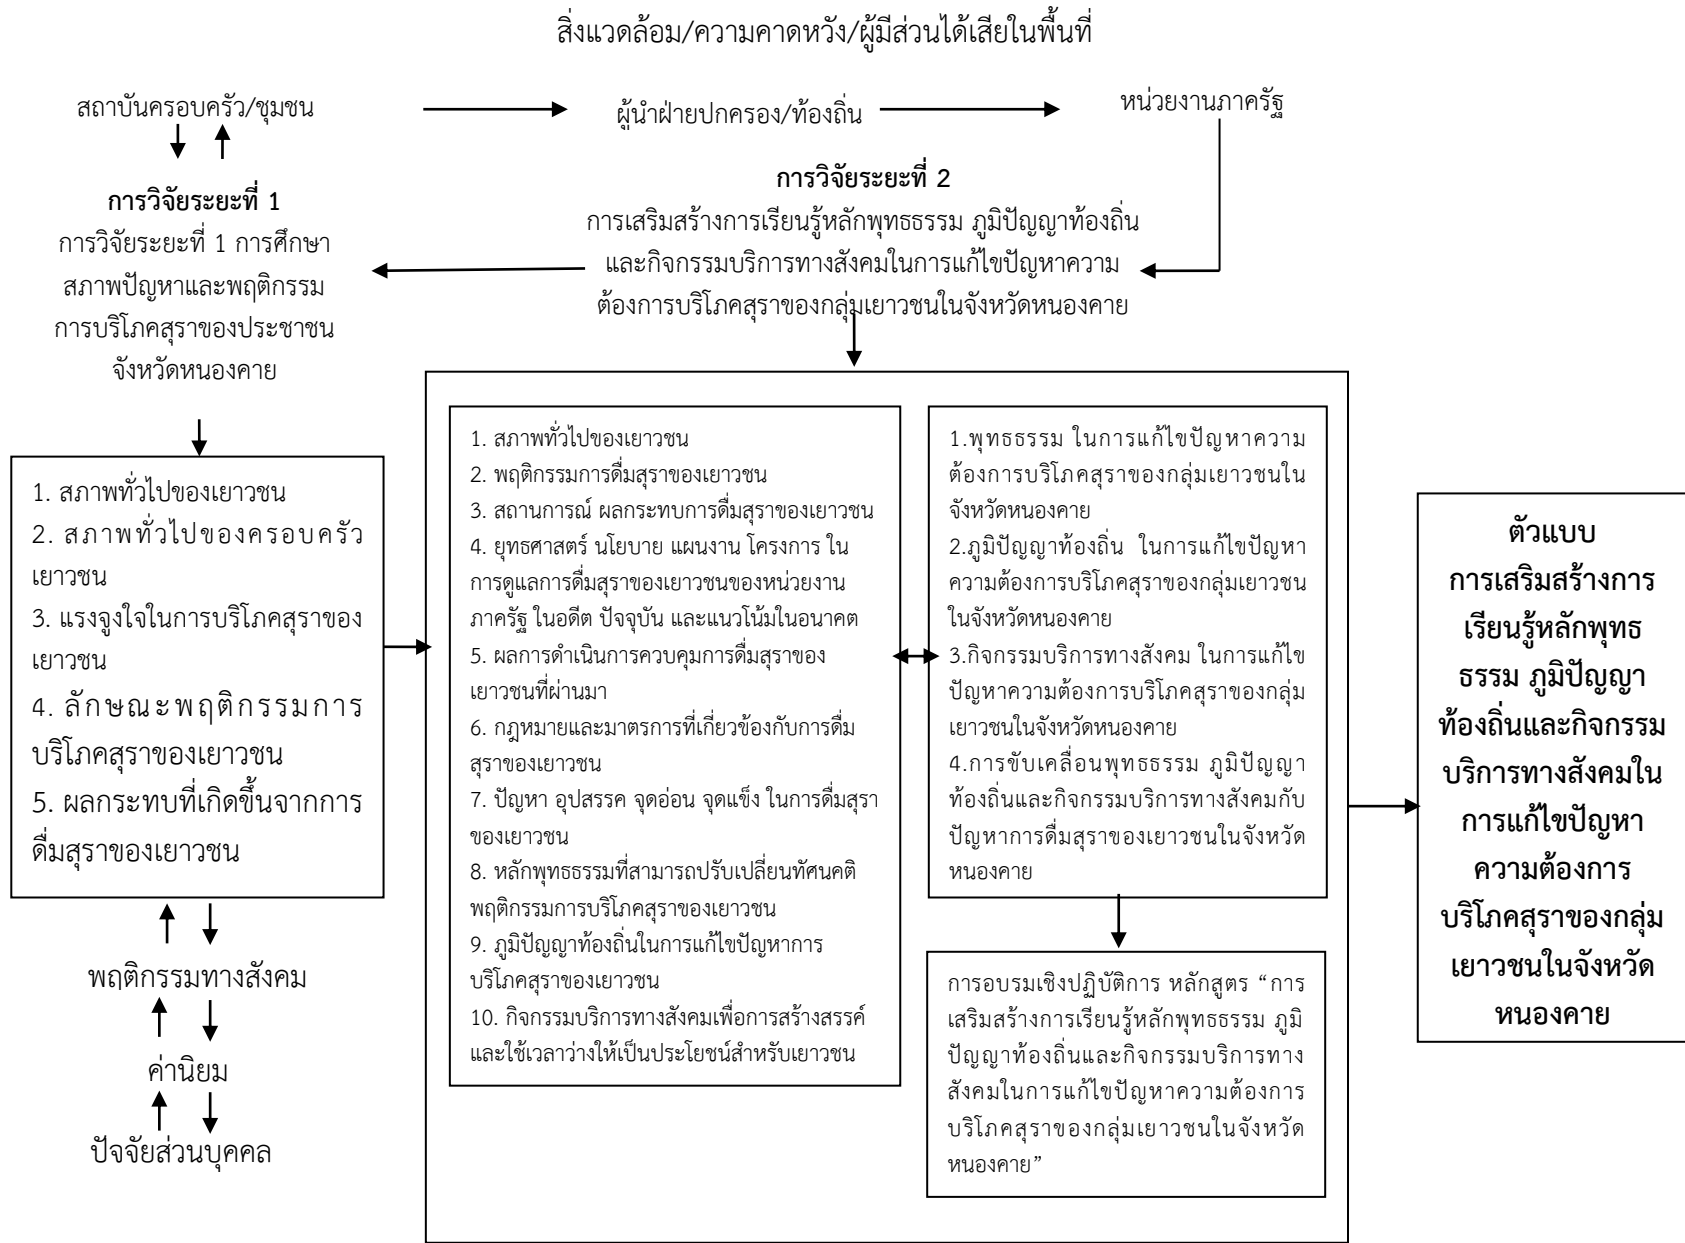 สิ่งแวดล้อม/ความคาดหวัง/ผู้มีส่วนได้เสียในพื้นที่
สถาบันครอบครัว/ชุมชน
ผู้นำฝ่ายปกครอง/ท้องถิ่น
หน่วยงานภาครัฐ
การวิจัยระยะที่ 1
การวิจัยระยะที่ 1 การศึกษา
สภาพปัญหาและพฤติกรรม
การบริโภคสุราของประชาชน
จังหวัดหนองคาย
การวิจัยระยะที่ 2
การเสริมสร้างการเรียนรู้หลักพุทธธรรม ภูมิปัญญาท้องถิ่น
และกิจกรรมบริการทางสังคมในการแก้ไขปัญหาความ
ต้องการบริโภคสุราของกลุ่มเยาวชนในจังหวัดหนองคาย
1. สภาพทั่วไปของเยาวชน
2. สภาพทั่วไปของครอบครัว
เยาวชน
3. แรงจูงใจในการบริโภคสุราของ
เยาวชน
4. ลักษณะพฤติกรรมการ
บริโภคสุราของเยาวชน
5. ผลกระทบที่เกิดขึ้นจากการ
ดื่มสุราของเยาวชน
พฤติกรรมทางสังคม
ค่านิยม
ปัจจัยส่วนบุคคล
1. สภาพทั่วไปของเยาวชน
2. พฤติกรรมการดื่มสุราของเยาวชน
3. สถานการณ์ ผลกระทบการดื่มสุราของเยาวชน
4. ยุทธศาสตร์ นโยบาย แผนงาน โครงการ ใน
การดูแลการดื่มสุราของเยาวชนของหน่วยงาน
ภาครัฐ ในอดีต ปัจจุบัน และแนวโน้มในอนาคต
5. ผลการดำเนินการควบคุมการดื่มสุราของ
เยาวชนที่ผ่านมา
6. กฎหมายและมาตรการที่เกี่ยวข้องกับการดื่ม
สุราของเยาวชน
7. ปัญหา อุปสรรค จุดอ่อน จุดแข็ง ในการดื่มสุรา
ของเยาวชน
8. หลักพุทธธรรมที่สามารถปรับเปลี่ยนทัศนคติ
พฤติกรรมการบริโภคสุราของเยาวชน
9. ภูมิปัญญาท้องถิ่นในการแก้ไขปัญหาการ
บริโภคสุราของเยาวชน
10. กิจกรรมบริการทางสังคมเพื่อการสร้างสรรค์
และใช้เวลาว่างให้เป็นประโยชน์สำหรับเยาวชน
1.พุทธธรรม ในการแก้ไขปัญหาความ
ต้องการบริโภคสุราของกลุ่มเยาวชนใน
จังหวัดหนองคาย
2.ภูมิปัญญาท้องถิ่น ในการแก้ไขปัญหา
ความต้องการบริโภคสุราของกลุ่มเยาวชน
ในจังหวัดหนองคาย
3.กิจกรรมบริการทางสังคม ในการแก้ไข
ปัญหาความต้องการบริโภคสุราของกลุ่ม
เยาวชนในจังหวัดหนองคาย
4.การขับเคลื่อนพุทธธรรม ภูมิปัญญา
ท้องถิ่นและกิจกรรมบริการทางสังคมกับ
ปัญหาการดื่มสุราของเยาวชนในจังหวัด
หนองคาย
การอบรมเชิงปฏิบัติการ หลักสูตร “การ
เสริมสร้างการเรียนรู้หลักพุทธธรรม ภูมิ
ปัญญาท้องถิ่นและกิจกรรมบริการทาง
สังคมในการแก้ไขปัญหาความต้องการ
บริโภคสุราของกลุ่มเยาวชนในจังหวัด
หนองคาย”
ตัวแบบ
การเสริมสร้างการ
เรียนรู้หลักพุทธ
ธรรม ภูมิปัญญา
ท้องถิ่นและกิจกรรม
บริการทางสังคมใน
การแก้ไขปัญหา
ความต้องการ
บริโภคสุราของกลุ่ม
เยาวชนในจังหวัด
หนองคาย